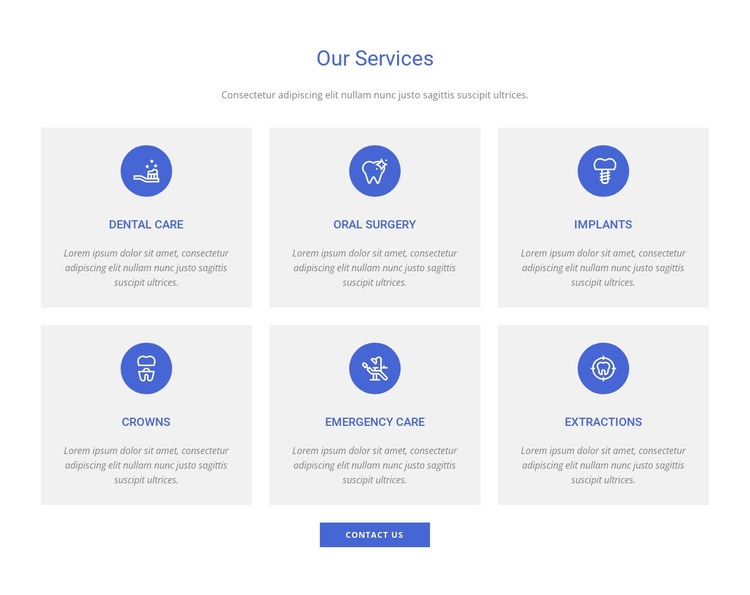 Our Services
Consectetur adipiscing elit nullam nunc justo sagittis suscipit ultrices.
DENTAL CARE
Lorem ipsum dolor sit amet, consectetur
adipiscing elit nullam nunc justo sagittis
suscipit ultrices.
ORAL SURGERY
Lorem ipsum dolor sit amet, consectetur
adipiscing elit nullam nunc justo sagittis
suscipit ultrices.
IMPLANTS
Lorem ipsum dolor sit amet, consectetur
adipiscing elit nullam nunc justo sagittis
suscipit ultrices.
CROWNS
Lorem ipsum dolor sit amet, consectetur
adipiscing elit nullam nunc justo sagittis
suscipit ultrices.
EMERGENCY CARE
Lorem ipsum dolor sit amet, consectetur
adipiscing elit nullam nunc justo sagittis
suscipit ultrices.
EXTRACTIONS
Lorem ipsum dolor sit amet, consectetur
adipiscing elit nullam nunc justo sagittis
suscipit ultrices.
CONTACT US